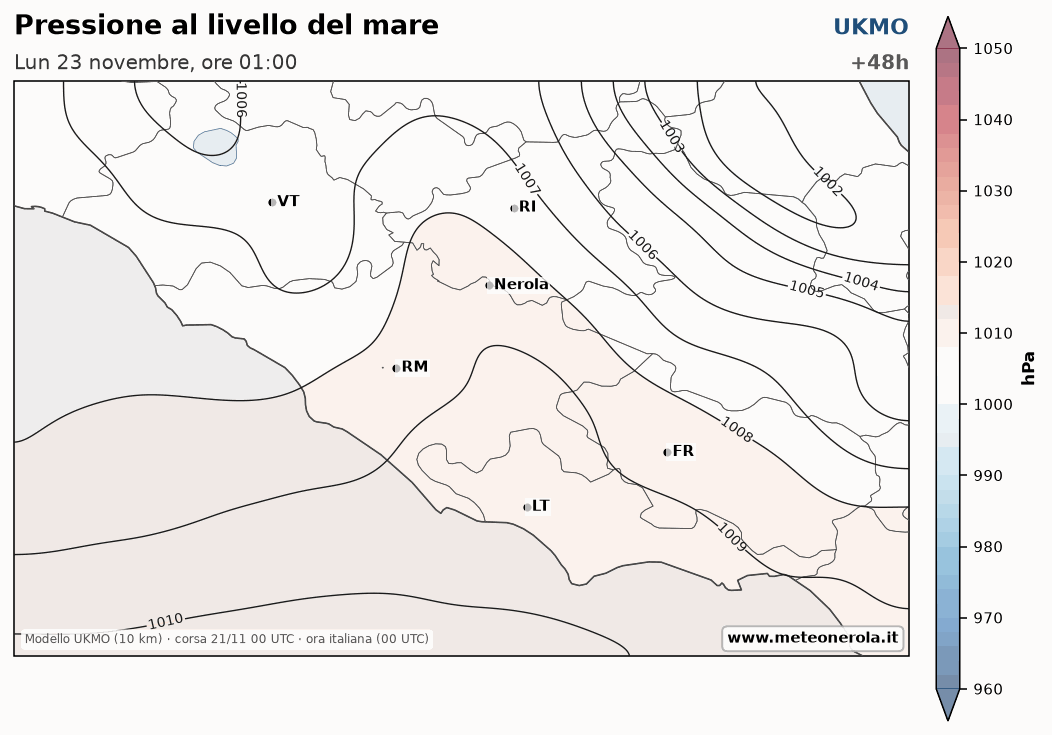 Pressione al livello del mare
UKMO
Lun 23 novembre, ore 01:00
+48h
1006
1003
1002
1007
VT
RI
1006
1004
1005
Nerola
RM
1008
FR
LT
1009
1010
Modello UKMO (10 km) · corsa 21/11 00 UTC · ora italiana (00 UTC)
www.meteonerola.it
1050
1040
1030
1020
1010
1000
990
980
970
960
hPa